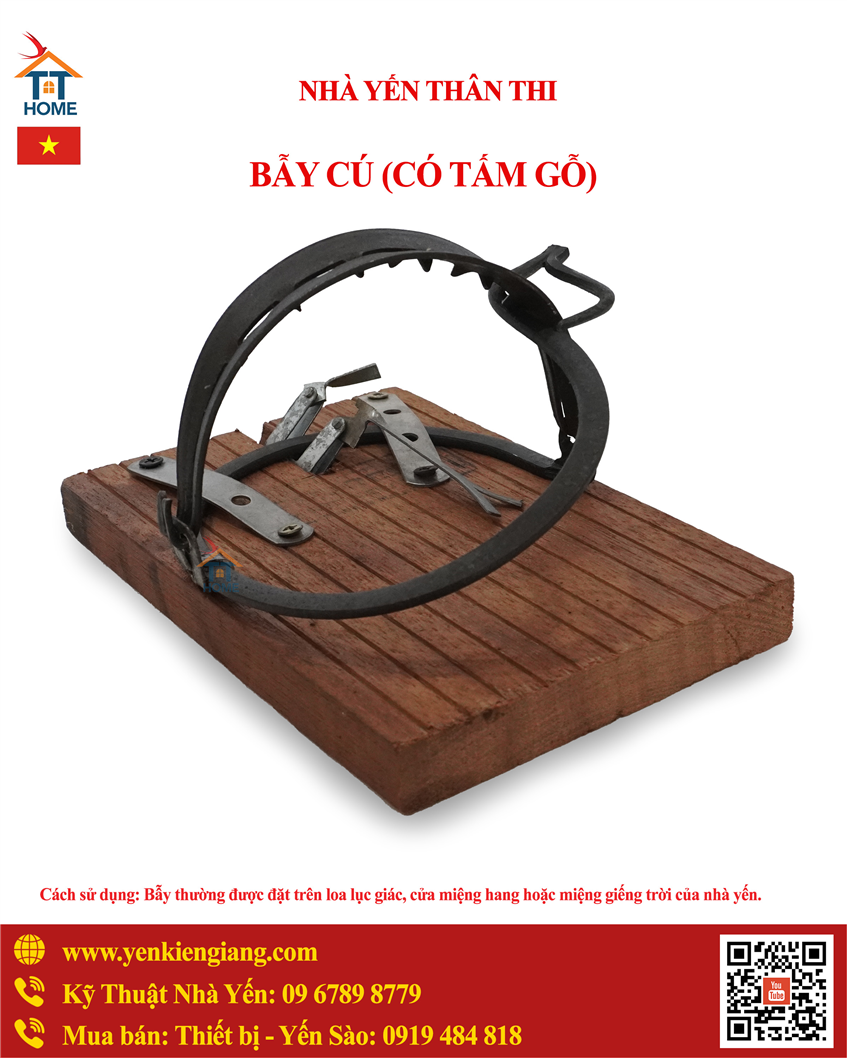 TT
HOME
NHÀ YẾN THÂN THI
BẪY CÚ (CÓ TẤM GỖ)
Cách sử dụng: Bẫy thường được đặt trên loa lục giác, cửa miệng hang hoặc miệng giếng trời của nhà yến.
www.yenkiengiang.com
Kỹ Thuật Nhà Yến: 09 6789 8779
Mua bán: Thiết bị - Yến Sào: 0919 484 818
You
Tube